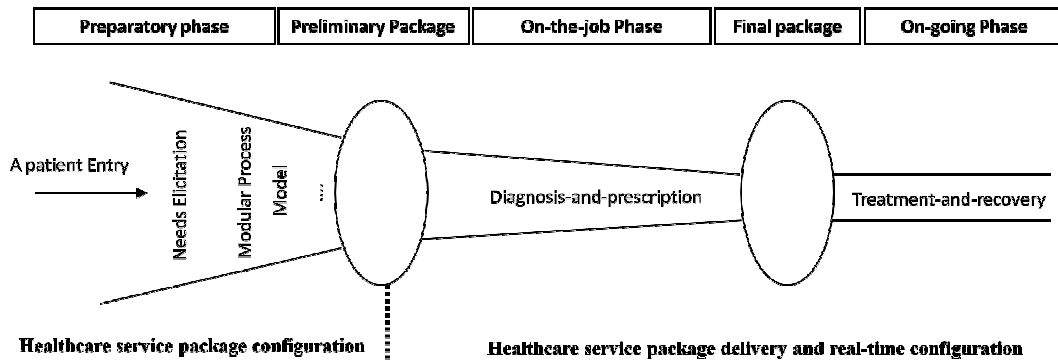 Preparatory phase
Preliminary Package
On-the-job Phase
Final package
On-going Phase
A patient Entry
Needs Elicitation
Modular Process
Model
....
Diagnosis-and-prescription
Treatment-and-recovery
Healthcare service package configuration
Healthcare service package delivery and real-time configuration